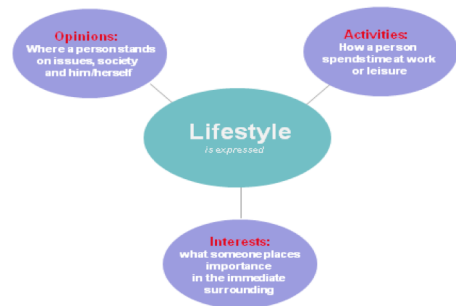 Opinions:
Where a person stands
on issues, society
and him/herself
Activities:
How a person
spends time at work
or leisure
Lifestyle
is expressed
Interests:
what someone places
importance
in the immediate
surrounding